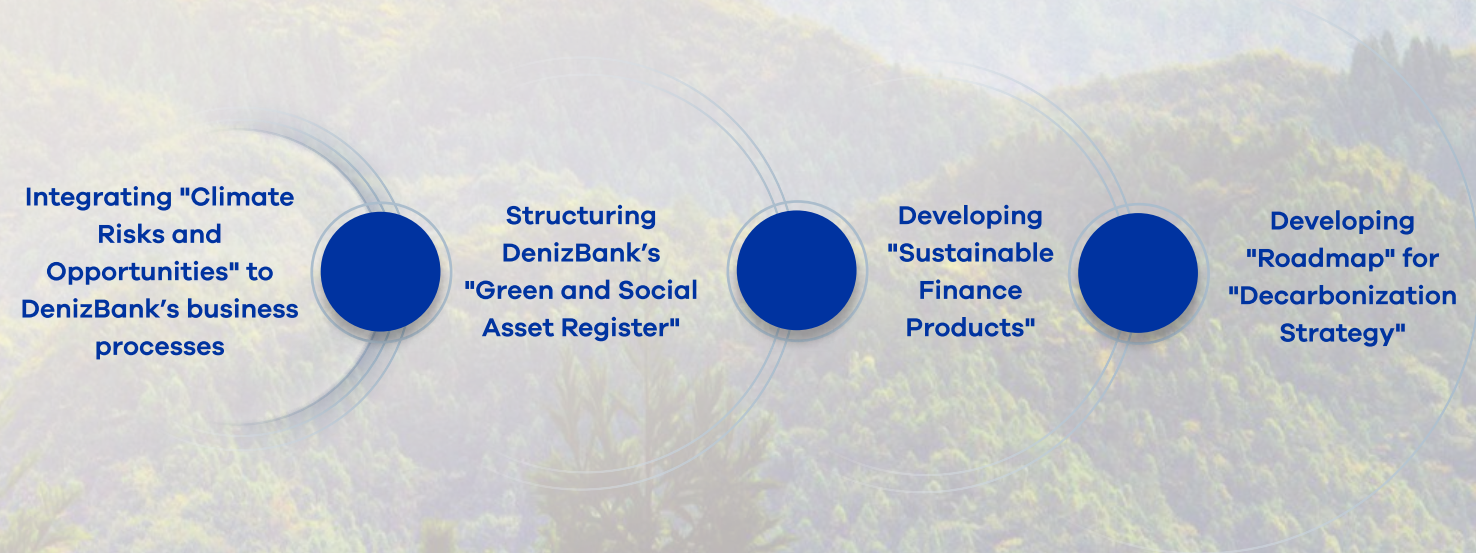 Integrating "Climate
Risks and
Opportunities" to
DenizBank’s business
processes
Structuring
DenizBank’s
"Green and Social
Asset Register"
Developing
"Sustainable
Finance
Products"
Developing
"Roadmap" for
"Decarbonization
Strategy"